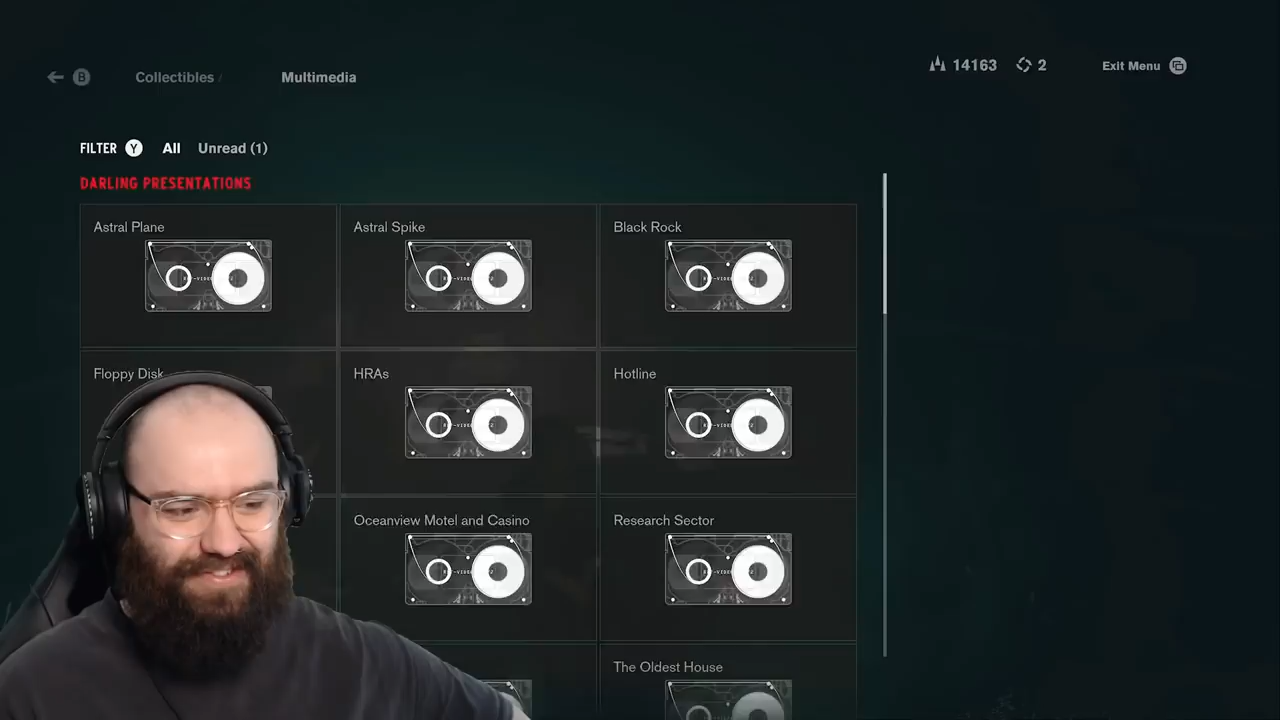 B Collectibles / Multimedia
14163 2 Exit Menu
FILTER Y All Unread (1)
DARLING PRESENTATIONS
Astral Plane Astral Spike Black Rock
Floppy Disk HRAs Hotline
Oceanview Motel and Casino Research Sector
The Oldest House